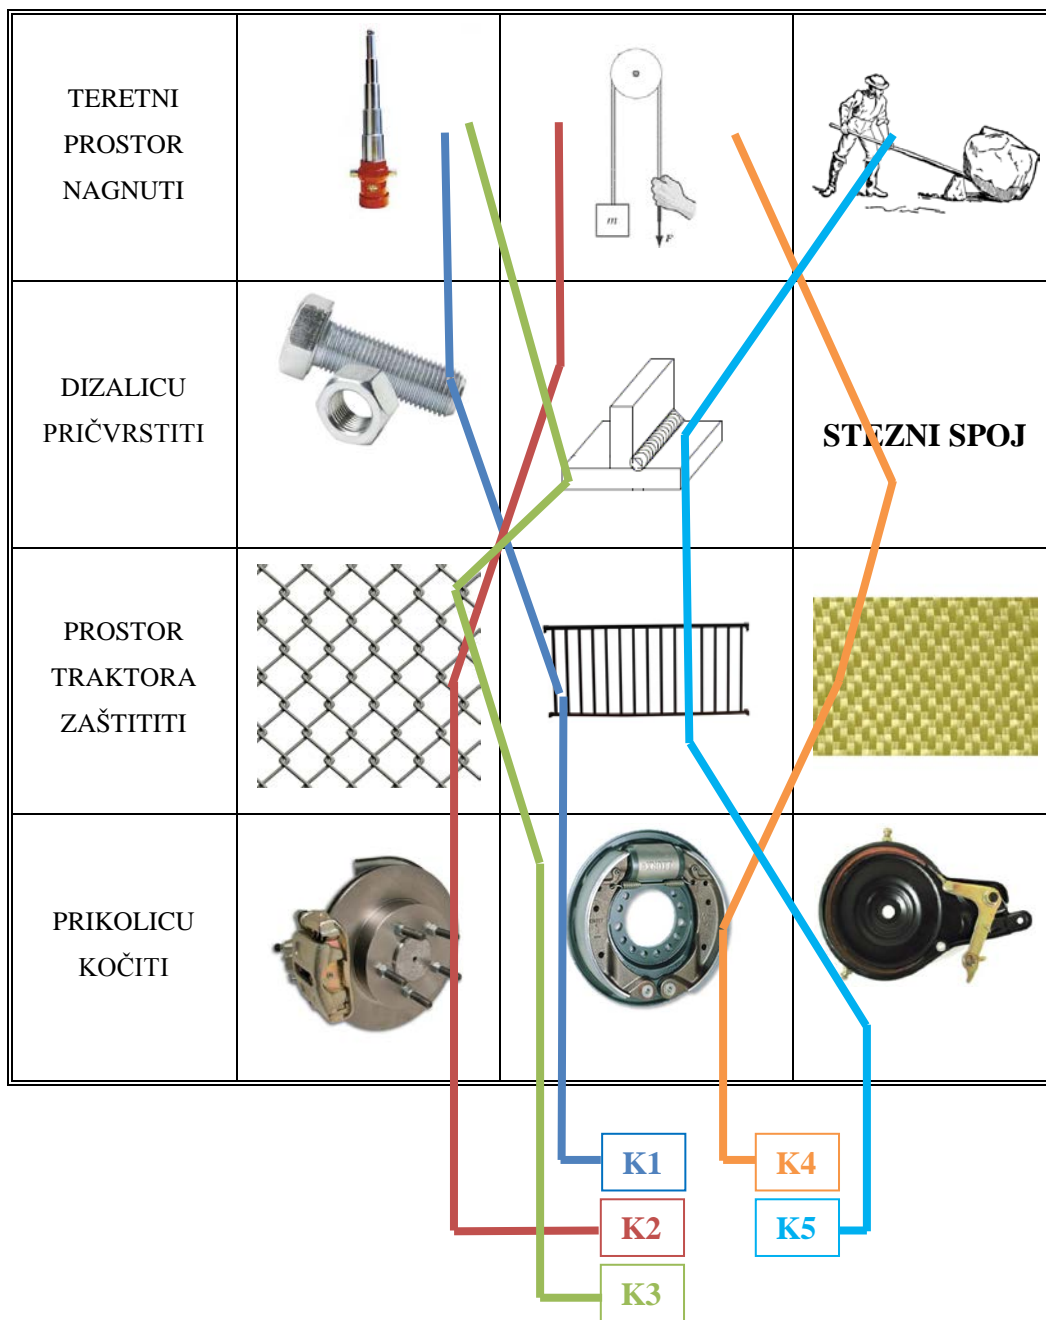 TERETNI
PROSTOR
NAGNUTI
m
F
DIZALICU
PRIČVRSTITI
STEZNI SPOJ
PROSTOR
TRAKTORA
ZAŠTITITI
PRIKOLICU
KOČITI
K1
K4
K2
K5
K3